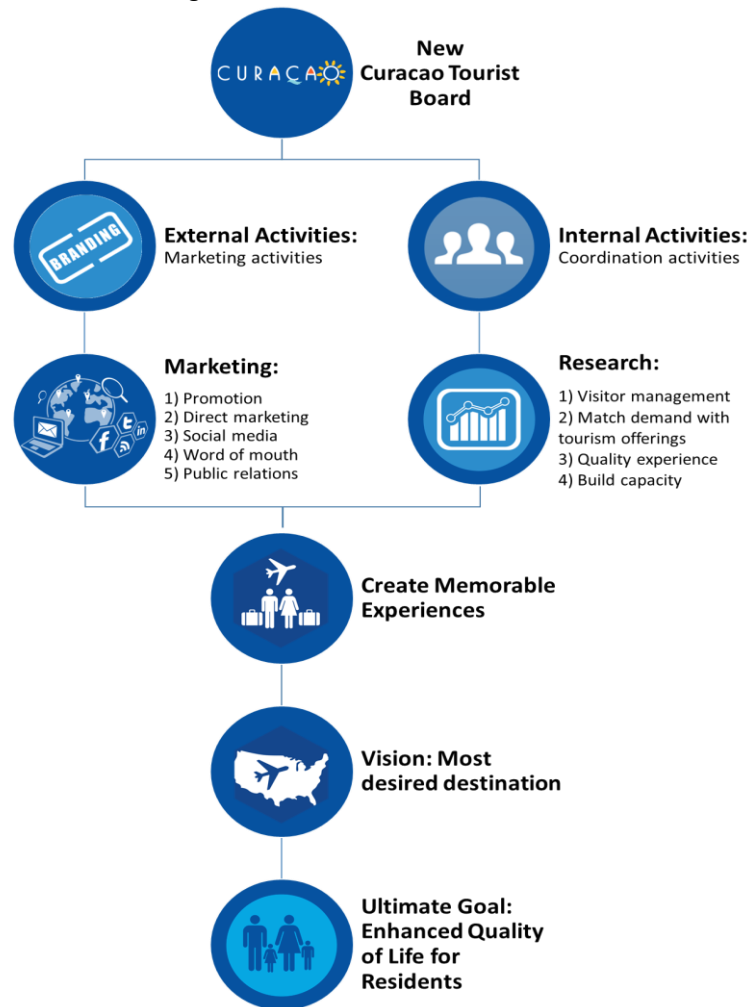 CURAÇAO
New
Curacao Tourist
Board
BRANDING
External Activities:
Marketing activities
Internal Activities:
Coordination activities
Marketing:
1) Promotion
2) Direct marketing
3) Social media
4) Word of mouth
5) Public relations
Research:
1) Visitor management
2) Match demand with
tourism offerings
3) Quality experience
4) Build capacity
Create Memorable
Experiences
Vision: Most
desired destination
Ultimate Goal:
Enhanced Quality
of Life for
Residents